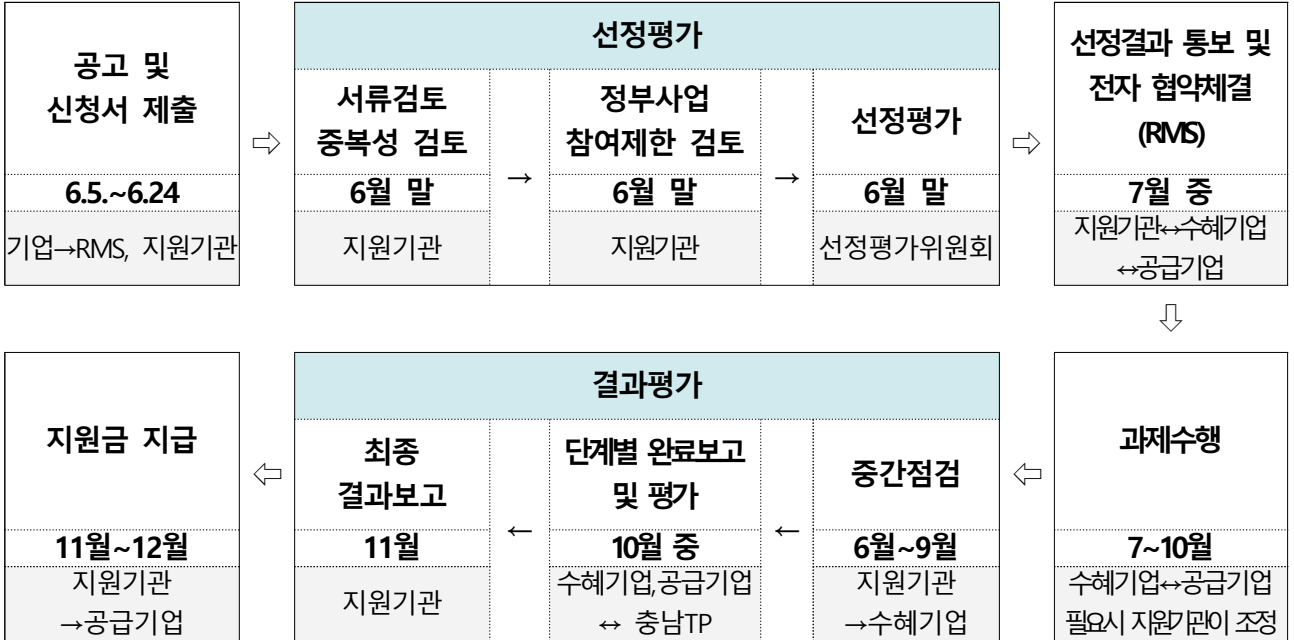 공고 및
신청서 제출
6.5.~6.24
기업→RMS, 지원기관
⇨
선정평가
서류검토
중복성 검토
6월 말
지원기관
→
정부사업
참여제한 검토
6월 말
지원기관
→
선정평가
6월 말
선정평가위원회
⇨
선정결과 통보 및
전자 협약체결
(RMS)
7월 중
지원기관↔수혜기업
↔공급기업
⇩
지원금 지급
11월~12월
지원기관
→공급기업
⇦
결과평가
최종
결과보고
11월
지원기관
←
단계별 완료보고
및 평가
10월 중
수혜기업,공급기업
↔ 충남TP
←
중간점검
6월~9월
지원기관
→수혜기업
⇦
과제수행
7~10월
수혜기업↔공급기업
필요시 지원기관이 조정